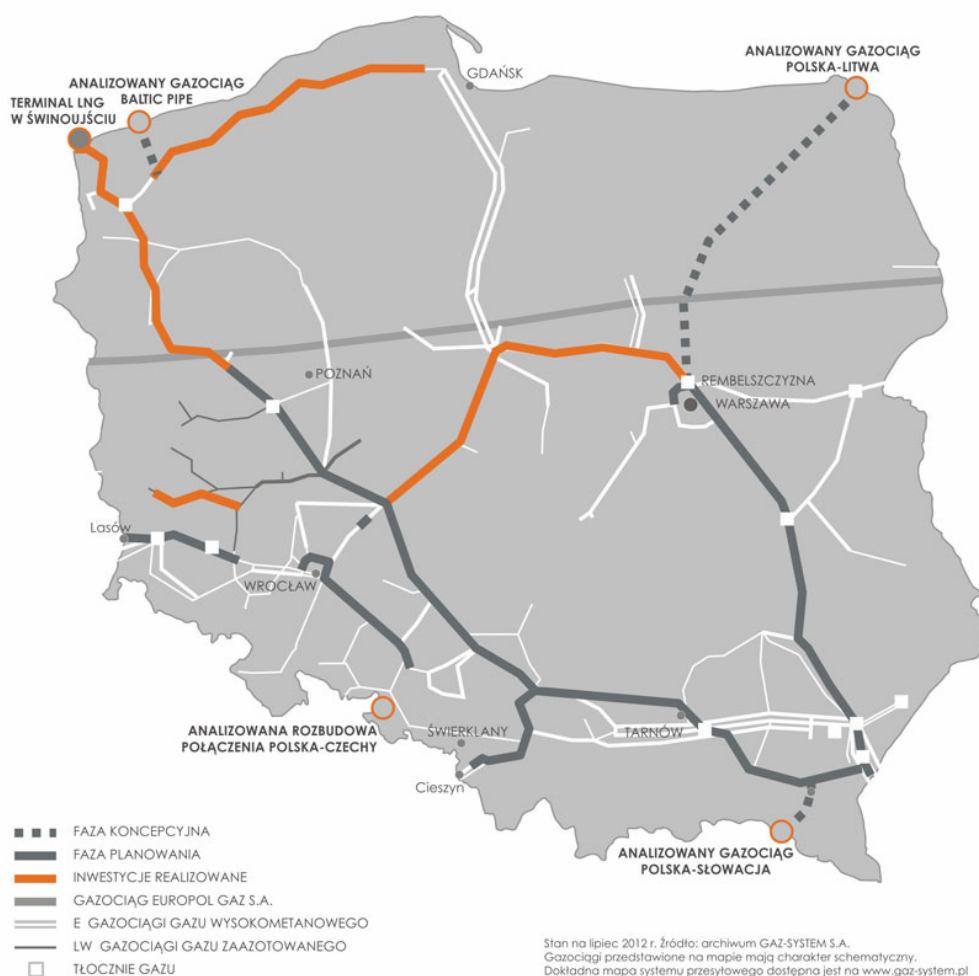 GDAŃSK
ANALIZOWANY GAZOCIĄG
POLSKA-LITWA
ANALIZOWANY GAZOCIĄG
BALTIC PIPE
TERMINAL LNG
W ŚWINOUJŚCIU
POZNAŃ
REMBELSZCZYZNA
WARSZAWA
Lasów
WROCŁAW
ANALIZOWANA ROZBUDOWA
POŁĄCZENIA POLSKA-CZECHY
ŚWIERKLANY
TARNÓW
Cieszyn
ANALIZOWANY GAZOCIĄG
POLSKA-SŁOWACJA
FAZA KONCEPCYJNA
FAZA PLANOWANIA
INWESTYCJE REALIZOWANE
GAZOCIĄG EUROPOL GAZ S.A.
E GAZOCIĄGI GAZU WYSOKOMETANOWEGO
LW GAZOCIĄGI GAZU ZAAZOTOWANEGO
TŁOCZNIE GAZU
Stan na lipiec 2012 r. Źródło: archiwum GAZ-SYSTEM S.A.
Gazociągi przedstawione na mapie mają charakter schematyczny.
Dokładna mapa systemu przesyłowego dostępna jest na www.gaz-system.pl